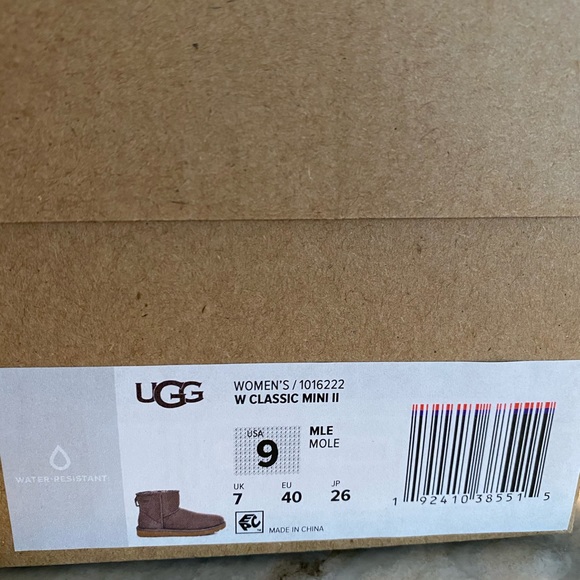 UGG
WOMEN'S / 1016222
W CLASSIC MINI II
USA
9
MLE
MOLE
UK
7
EU
40
JP
26
MADE IN CHINA
WATER-RESISTANT
1 92410 38551 5